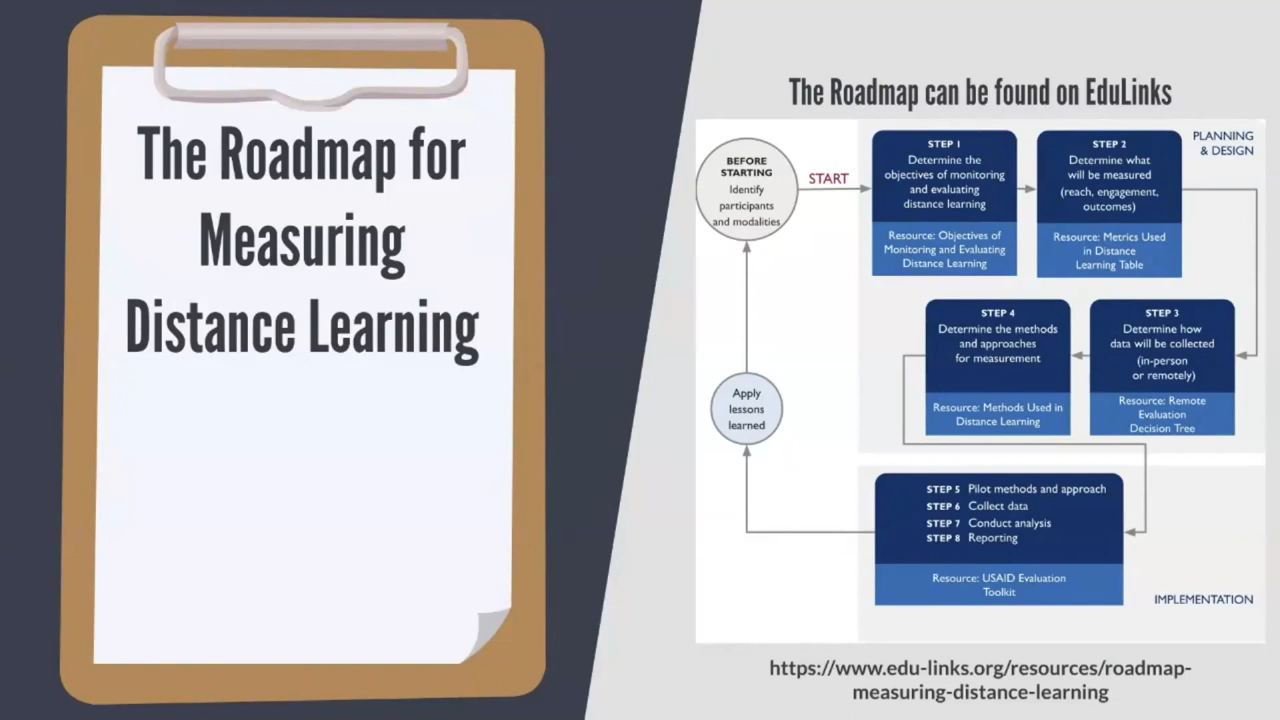 The Roadmap for
Measuring
Distance Learning
The Roadmap can be found on EduLinks
BEFORE
STARTING
Identify
participants
and modalities
START
STEP 1
Determine the
objectives of monitoring
and evaluating
distance learning
Resource: Objectives of
Monitoring and Evaluating
Distance Learning
STEP 2
Determine what
will be measured
(reach, engagement,
outcomes)
Resource: Metrics Used
in Distance
Learning Table
PLANNING
& DESIGN
STEP 4
Determine the methods
and approaches
for measurement
Resource: Methods Used in
Distance Learning
STEP 3
Determine how
data will be collected
(in-person
or remotely)
Resource: Remote
Evaluation
Decision Tree
Apply
lessons
learned
STEP 5 Pilot methods and approach
STEP 6 Collect data
STEP 7 Conduct analysis
STEP 8 Reporting
Resource: USAID Evaluation
Toolkit
IMPLEMENTATION
https://www.edu-links.org/resources/roadmap-
measuring-distance-learning